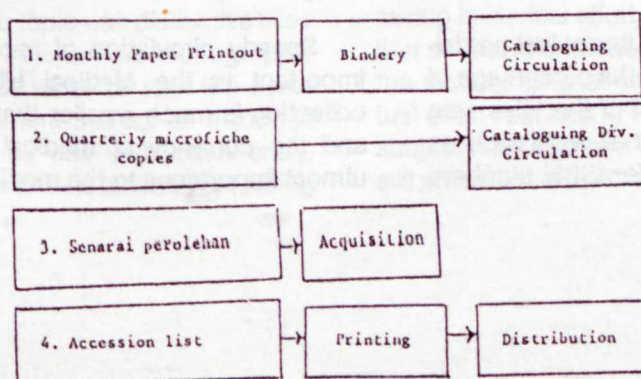 1. Monthly Paper Printout
Bindery
Cataloguing
Circulation
2. Quarterly microfiche
copies
Cataloguing Div.
Circulation
3. Senarai perolehan
Acquisition
4. Accession list
Printing
Distribution